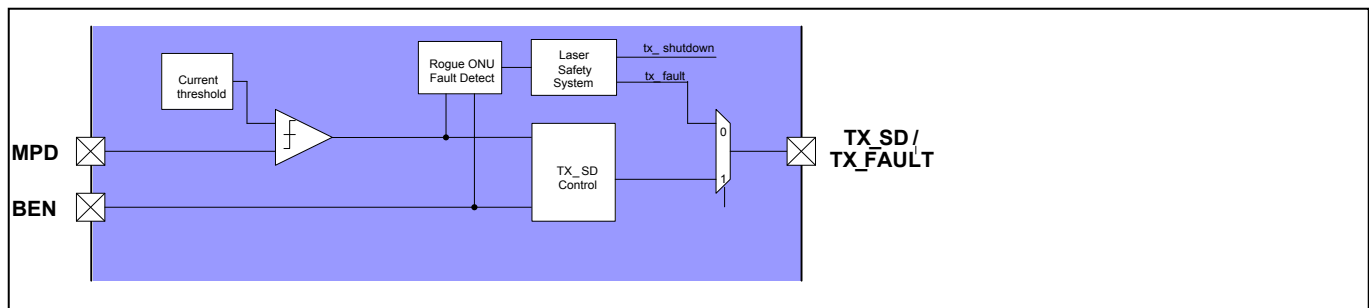 Current
threshold
Rogue ONU
Fault Detect
Laser
Safety
System
tx_ shutdown
tx_fault
MPD
BEN
TX_SD
Control
0
1
TX_SD /
TX_FAULT